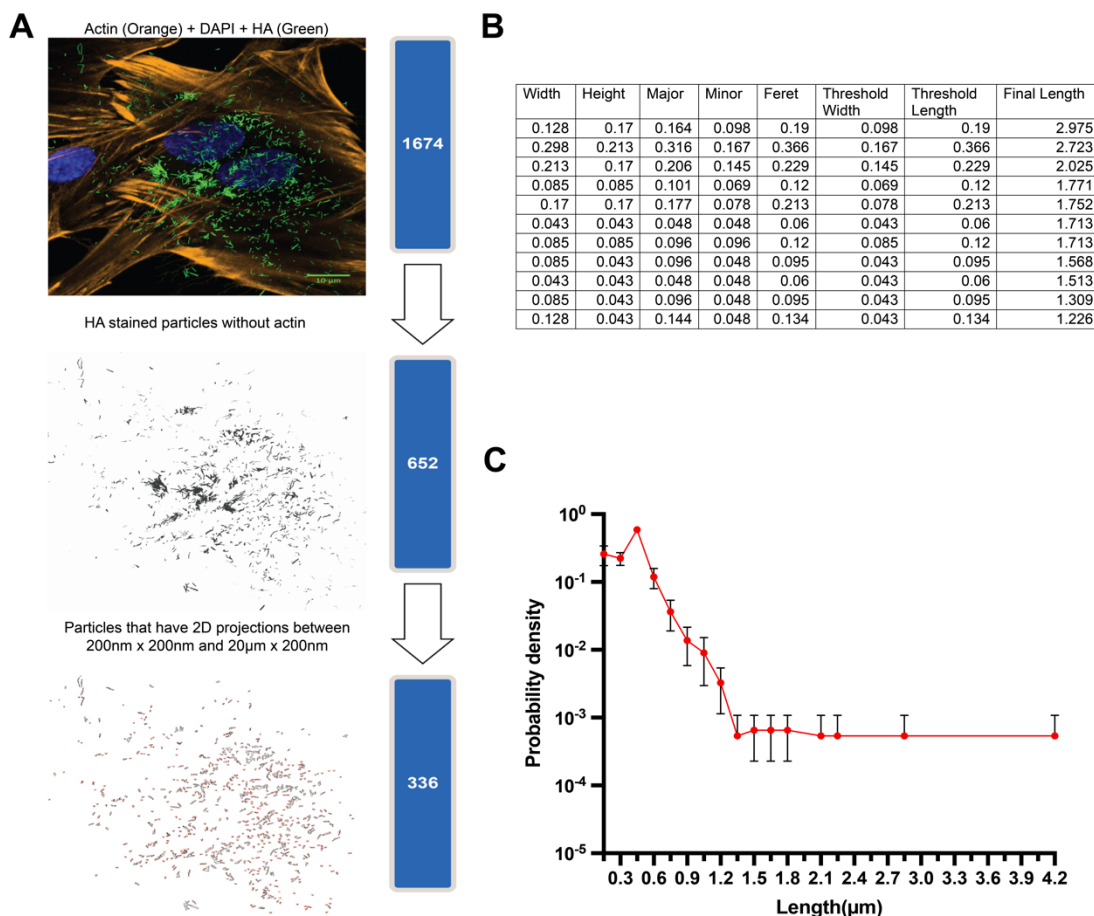 A
Actin (Orange) + DAPI + HA (Green)
10 µm
1674
HA stained particles without actin
652
Particles that have 2D projections between
200nm x 200nm and 20µm x 200nm
336
B
Width Height Major Minor Feret Threshold Width Threshold Length Final Length
0.128 0.17 0.164 0.098 0.19 0.098 0.19 2.975
0.298 0.213 0.316 0.167 0.366 0.167 0.366 2.723
0.213 0.17 0.206 0.145 0.229 0.145 0.229 2.025
0.085 0.085 0.101 0.069 0.12 0.069 0.12 1.771
0.17 0.17 0.177 0.078 0.213 0.078 0.213 1.752
0.043 0.043 0.048 0.048 0.06 0.043 0.06 1.713
0.085 0.085 0.096 0.096 0.12 0.085 0.12 1.713
0.085 0.043 0.096 0.048 0.095 0.043 0.095 1.568
0.043 0.043 0.048 0.048 0.06 0.043 0.06 1.513
0.085 0.043 0.096 0.048 0.095 0.043 0.095 1.309
0.128 0.043 0.144 0.048 0.134 0.043 0.134 1.226
C
Probability density
10^0
10^-1
10^-2
10^-3
10^-4
10^-5
0.3 0.6 0.9 1.2 1.5 1.8 2.1 2.4 2.7 3.0 3.3 3.6 3.9 4.2
Length(µm)